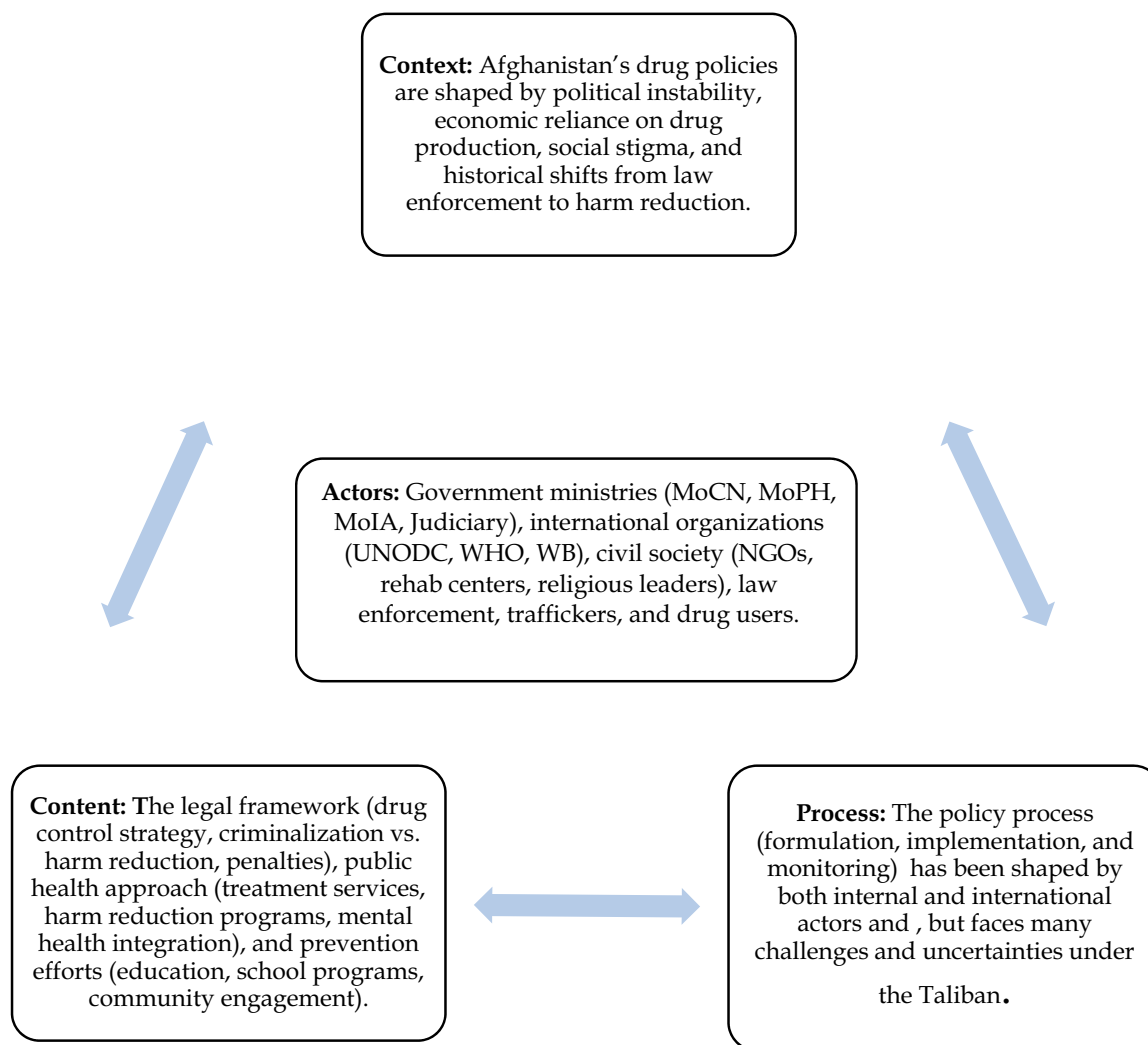 Context: Afghanistan’s drug policies
are shaped by political instability,
economic reliance on drug
production, social stigma, and
historical shifts from law
enforcement to harm reduction.
Actors: Government ministries (MoCN, MoPH,
MoIA, Judiciary), international organizations
(UNODC, WHO, WB), civil society (NGOs,
rehab centers, religious leaders), law
enforcement, traffickers, and drug users.
Content: The legal framework (drug
control strategy, criminalization vs.
harm reduction, penalties), public
health approach (treatment services,
harm reduction programs, mental
health integration), and prevention
efforts (education, school programs,
community engagement).
Process: The policy process
(formulation, implementation, and
monitoring) has been shaped by
both internal and international
actors and , but faces many
challenges and uncertainties under
the Taliban.